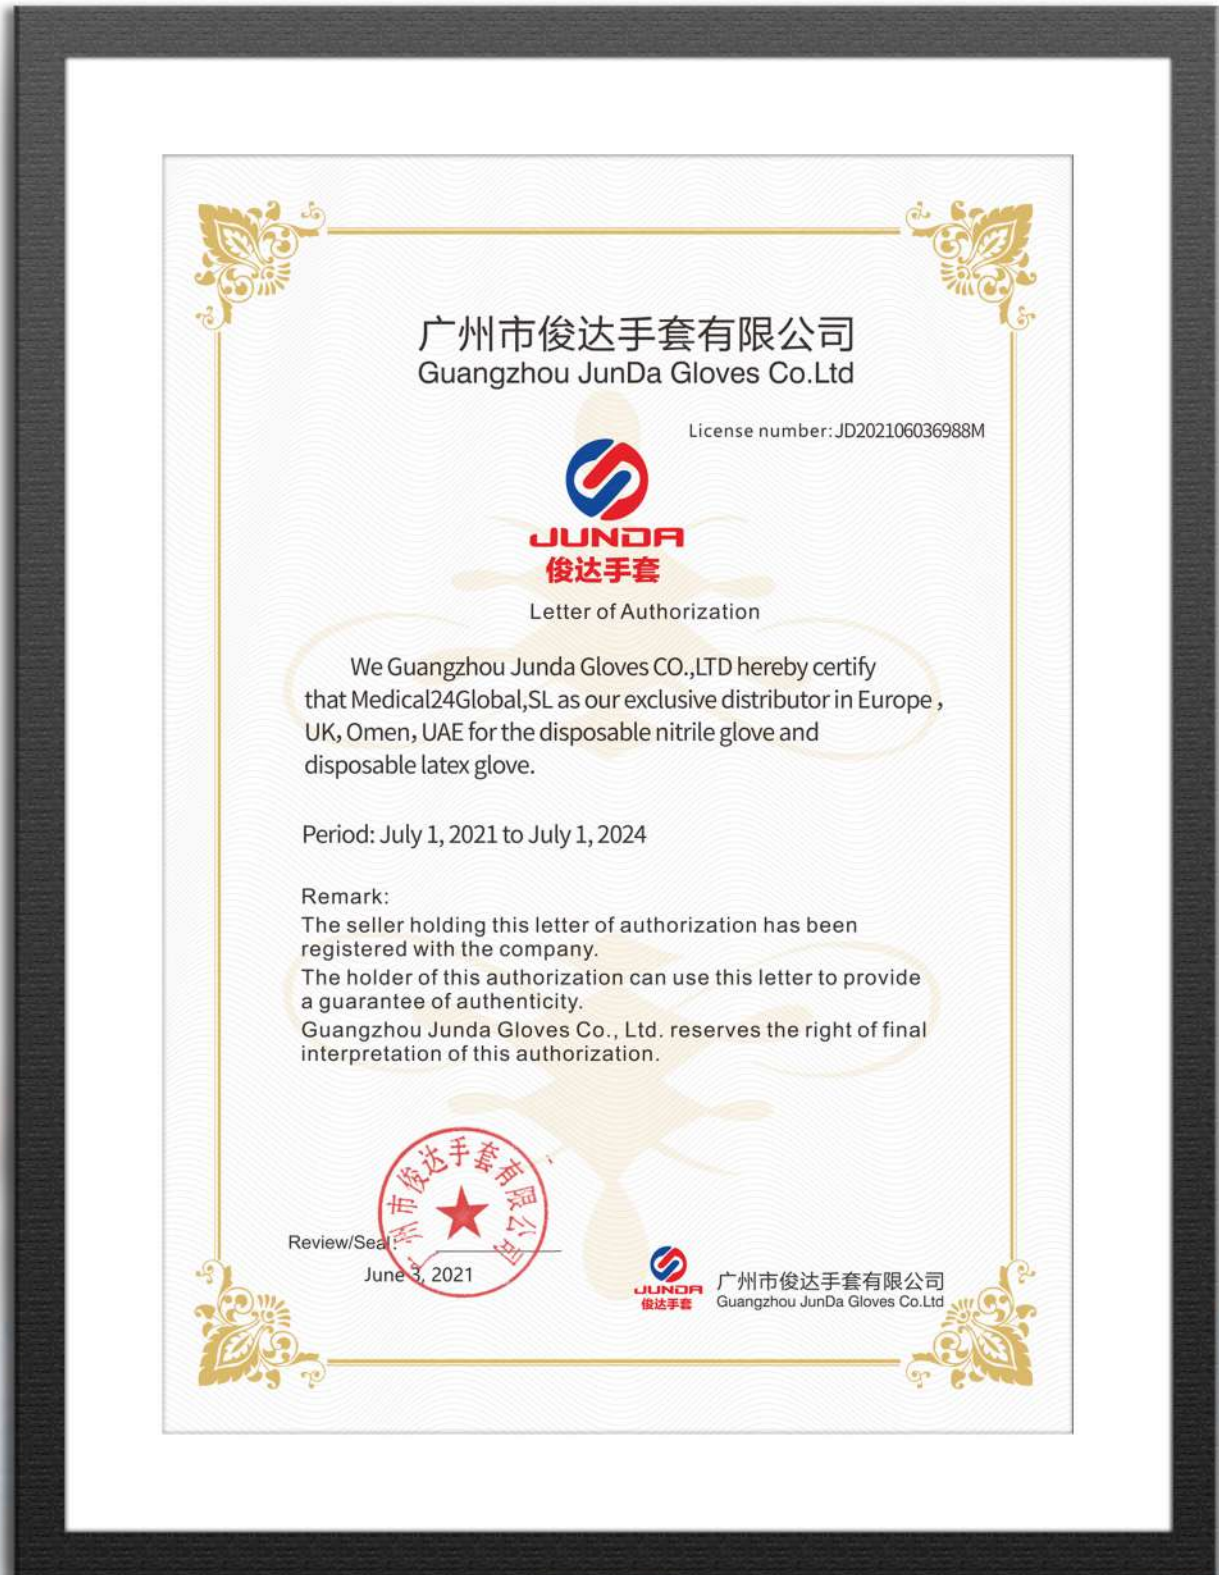 广州市俊达手套有限公司
Guangzhou JunDa Gloves Co.Ltd
License number: JD202106036988M
JUNDA
俊达手套
Letter of Authorization
We Guangzhou Junda Gloves CO.,LTD hereby certify
that Medical24Global,SL as our exclusive distributor in Europe，
UK, Omen, UAE for the disposable nitrile glove and
disposable latex glove.
Period: July 1, 2021 to July 1, 2024
Remark:
The seller holding this letter of authorization has been
registered with the company.
The holder of this authorization can use this letter to provide
a guarantee of authenticity.
Guangzhou Junda Gloves Co., Ltd. reserves the right of final
interpretation of this authorization.
广州市俊达手套有限公司
Review/Seal:
June 3, 2021
JUNDA
俊达手套
广州市俊达手套有限公司
Guangzhou JunDa Gloves Co.Ltd